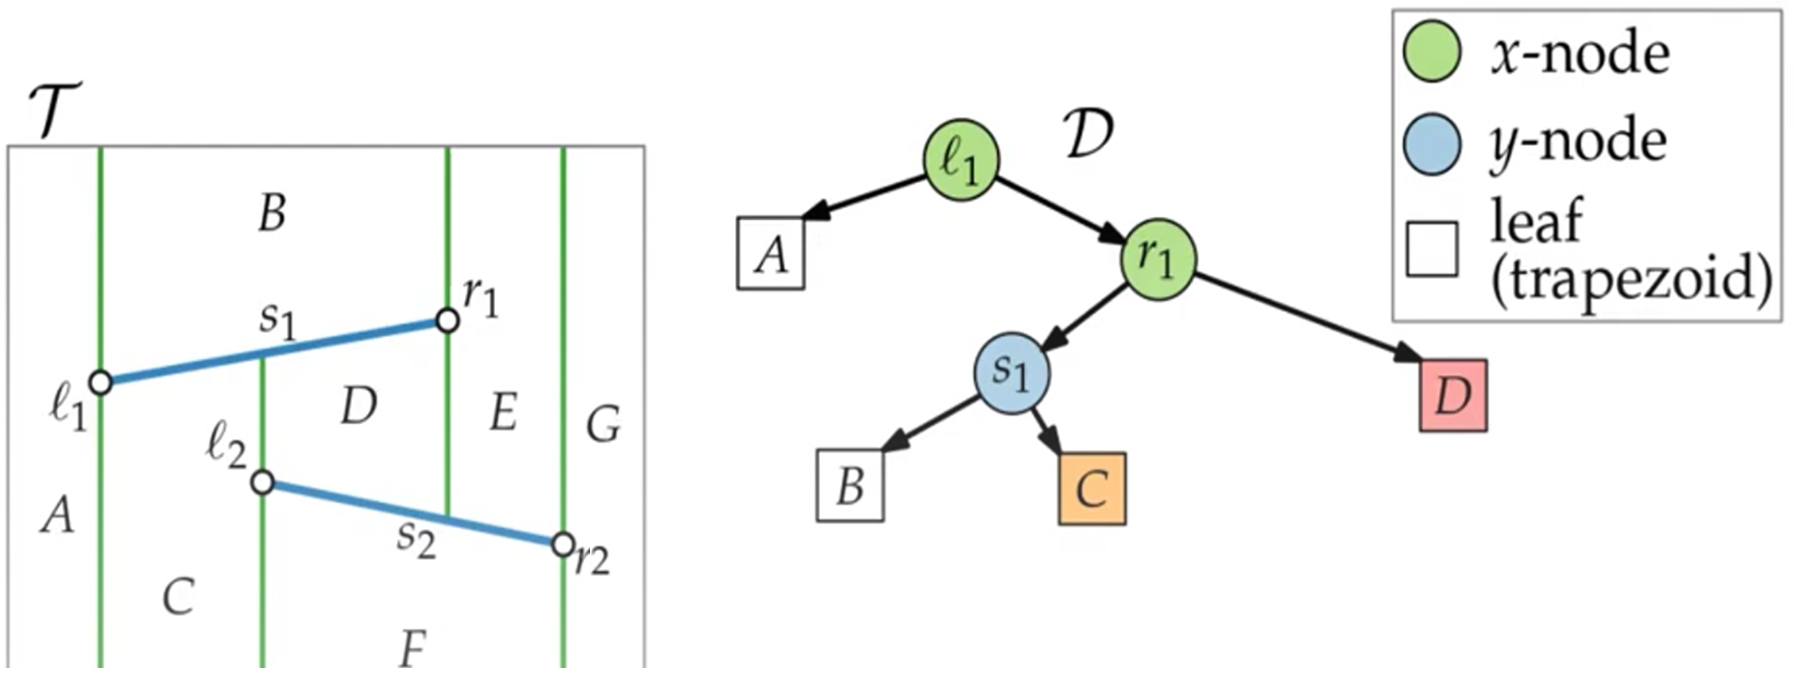 𝒯
B
s₁
r₁
ℓ₁
D
E
G
ℓ₂
A
s₂
r2
C
F
𝒟
ℓ₁
A
r₁
s₁
D
B
C
x-node
y-node
leaf
(trapezoid)